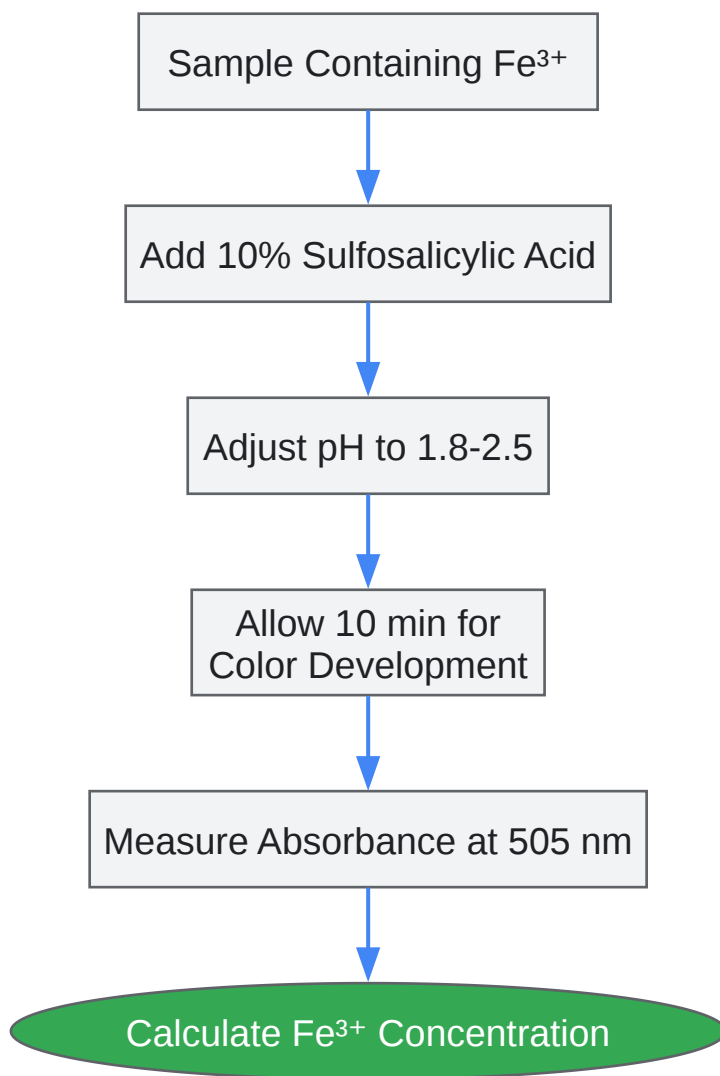 Sample Containing Fe³⁺
Add 10% Sulfosalicylic Acid
Adjust pH to 1.8-2.5
Allow 10 min for
Color Development
Measure Absorbance at 505 nm
Calculate Fe³⁺ Concentration